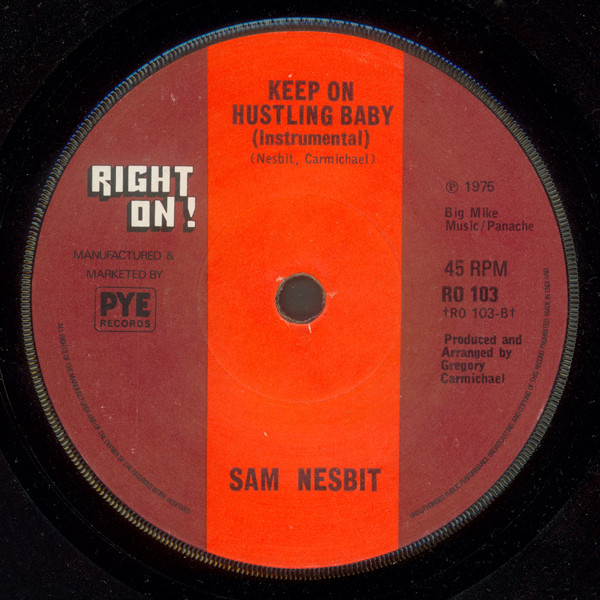 KEEP ON
HUSTLING BABY
(Instrumental)
(Nesbit, Carmichael)
RIGHT
ON!
MANUFACTURED &
MARKETED BY
PYE
RECORDS
℗ 1975
Big Mike
Music/Panache
45 RPM
RO 103
†RO 103-B†
Produced and
Arranged by
Gregory
Carmichael
SAM NESBIT